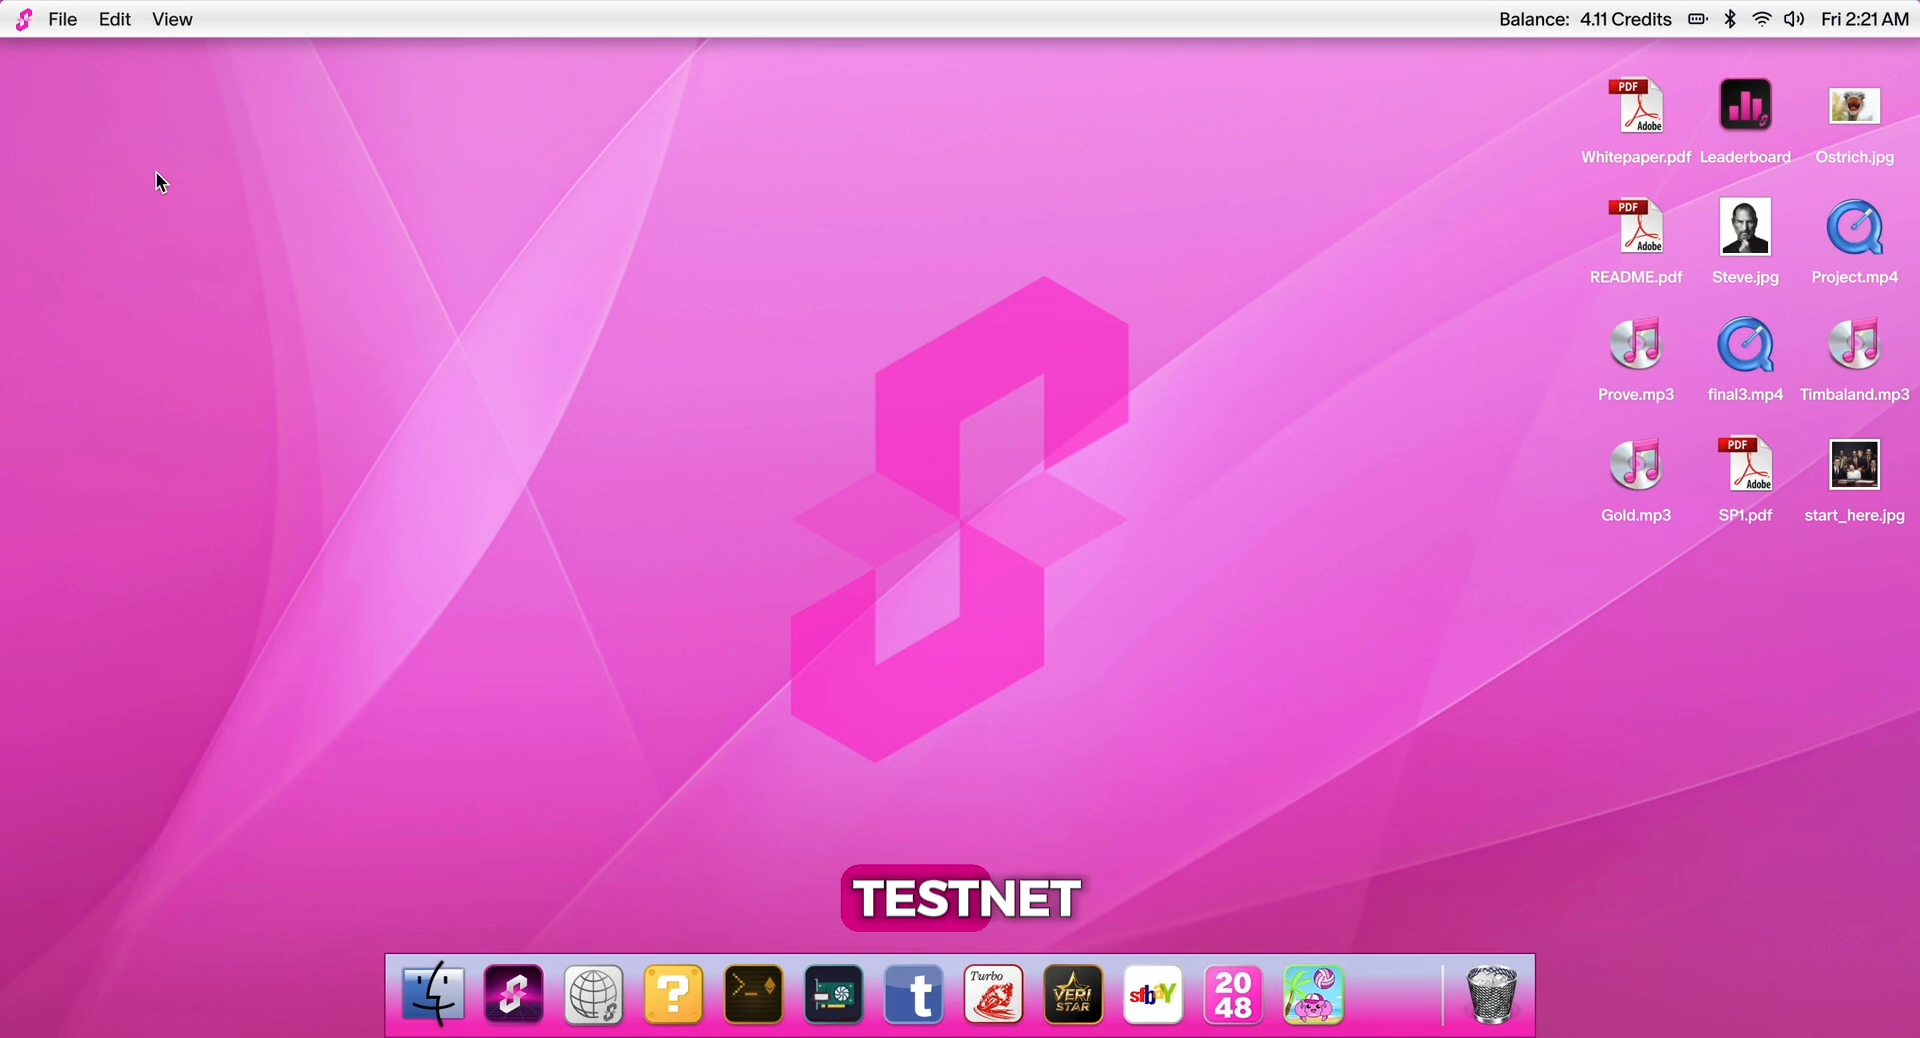 File Edit View Balance: 4.11 Credits Fri 2:21 AM
PDF
Adobe
Whitepaper.pdf Leaderboard Ostrich.jpg
PDF
Adobe
README.pdf Steve.jpg Project.mp4
Prove.mp3 final3.mp4 Timbaland.mp3
PDF
Adobe
Gold.mp3 SP1.pdf start_here.jpg
TESTNET
? >_ t Turbo VERI STAR sfbay 20 48